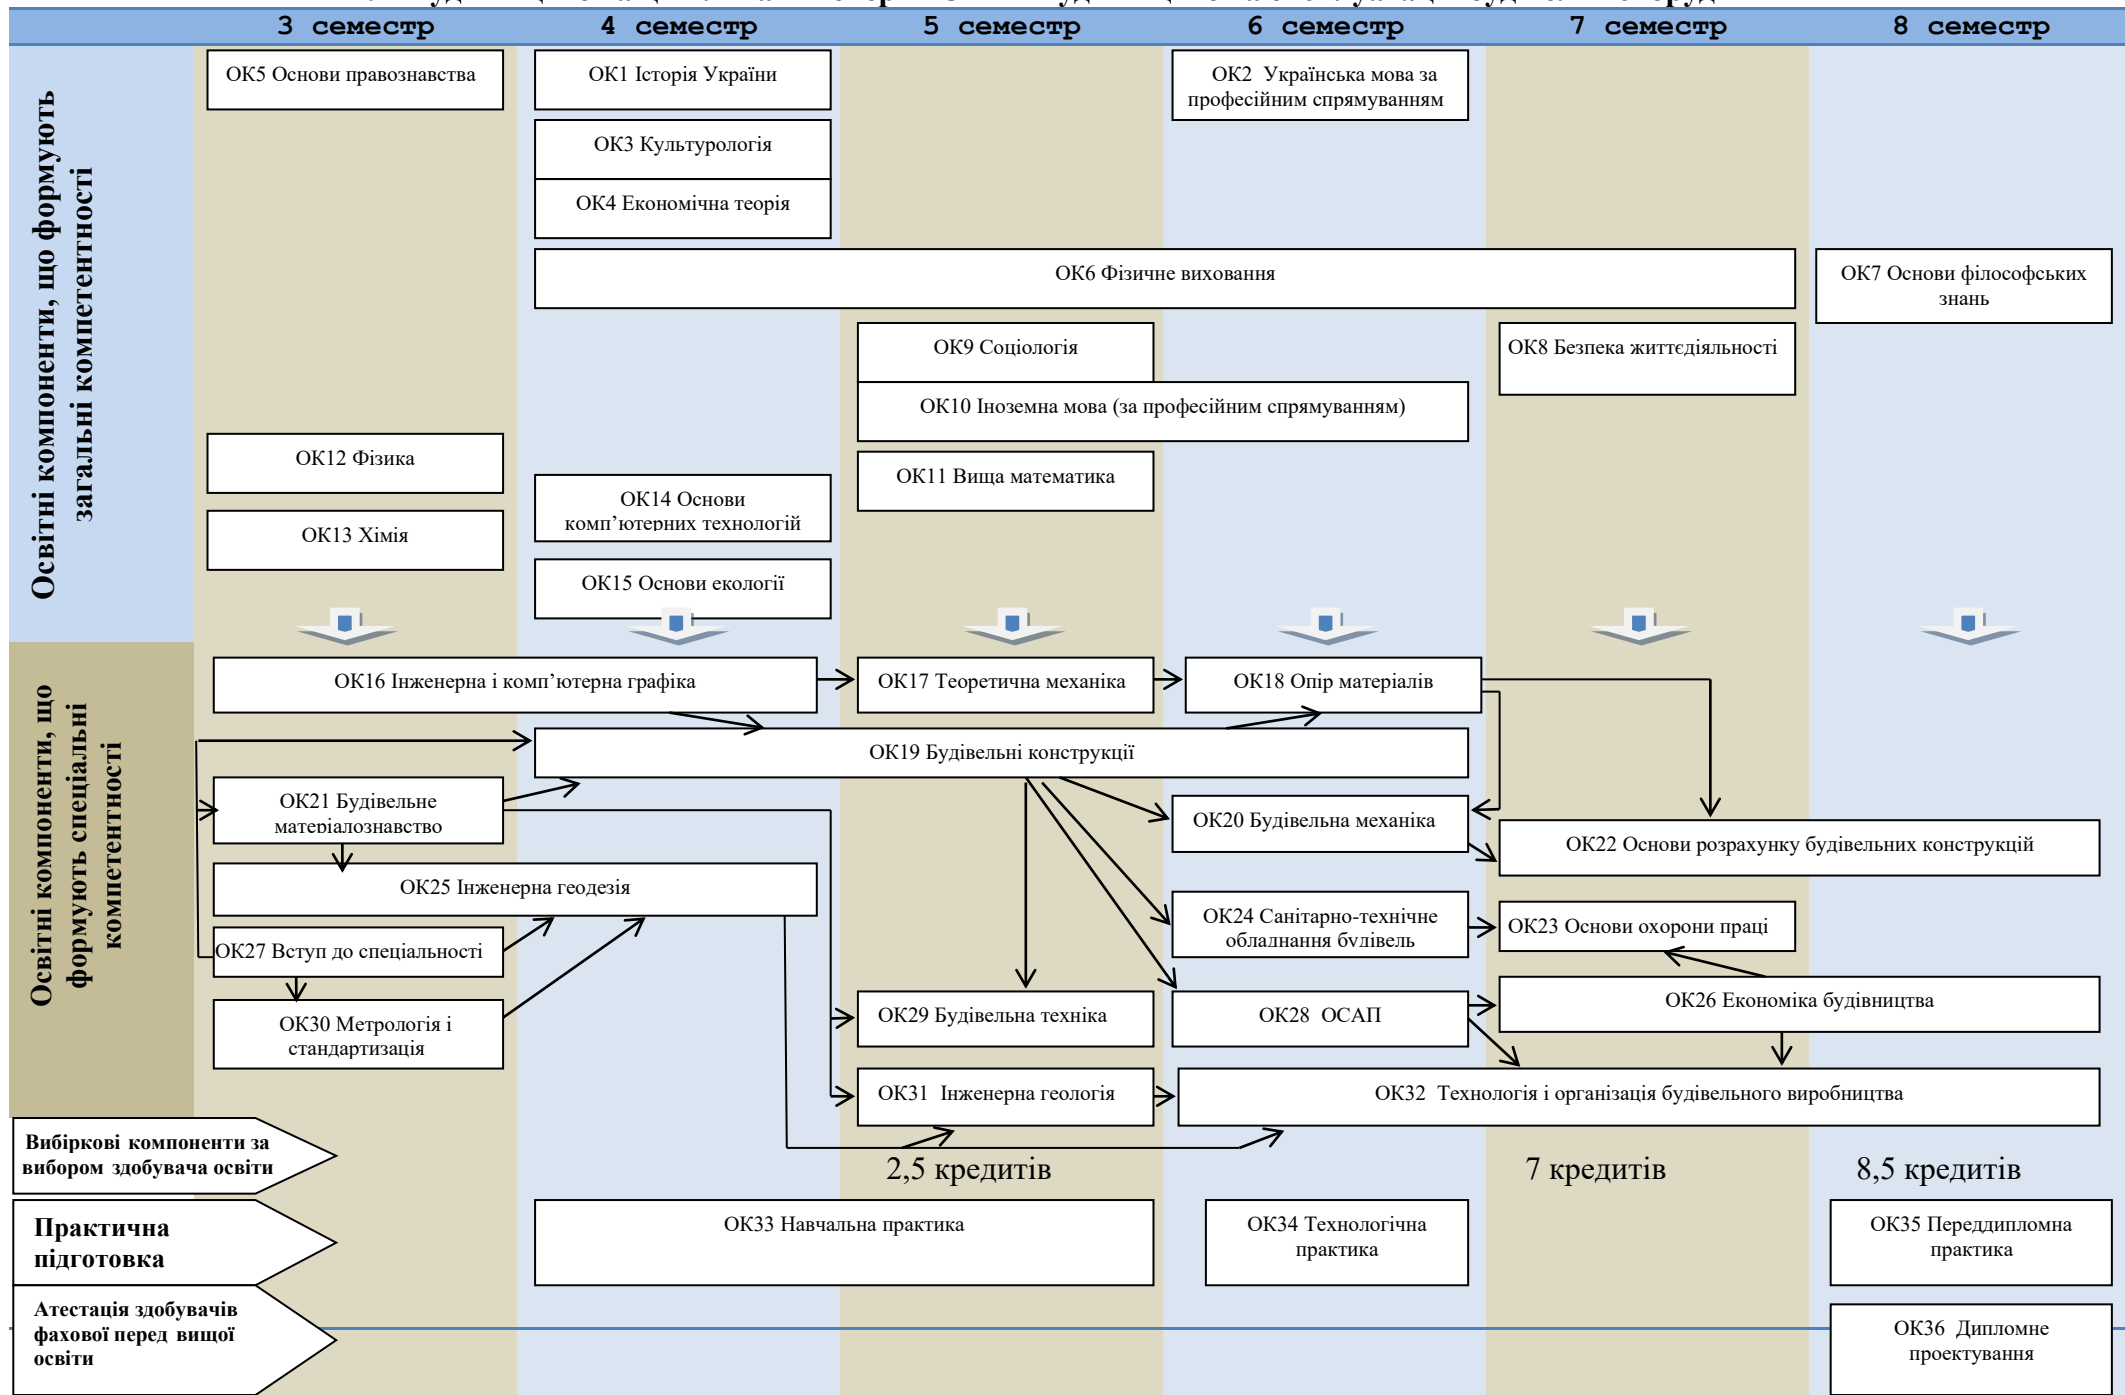 3 семестр 4 семестр 5 семестр 6 семестр 7 семестр 8 семестр
Освітні компоненти, що формують
загальні компетентності
ОК5 Основи правознавства
ОК1 Історія України
ОК2 Українська мова за
професійним спрямуванням
ОК3 Культурологія
ОК4 Економічна теорія
ОК6 Фізичне виховання
ОК7 Основи філософських
знань
ОК9 Соціологія
ОК8 Безпека життєдіяльності
ОК10 Іноземна мова (за професійним спрямуванням)
ОК12 Фізика
ОК11 Вища математика
ОК14 Основи
комп’ютерних технологій
ОК13 Хімія
ОК15 Основи екології
Освітні компоненти, що
формують спеціальні
компетентності
ОК16 Інженерна і комп’ютерна графіка
ОК17 Теоретична механіка
ОК18 Опір матеріалів
ОК19 Будівельні конструкції
ОК21 Будівельне
матеріалознавство
ОК20 Будівельна механіка
ОК22 Основи розрахунку будівельних конструкцій
ОК25 Інженерна геодезія
ОК24 Санітарно-технічне
обладнання будівель
ОК23 Основи охорони праці
ОК27 Вступ до спеціальності
ОК26 Економіка будівництва
ОК30 Метрологія і
стандартизація
ОК29 Будівельна техніка
ОК28 ОСАП
ОК31 Інженерна геологія
ОК32 Технологія і організація будівельного виробництва
Вибіркові компоненти за
вибором здобувача освіти
2,5 кредитів
7 кредитів
8,5 кредитів
Практична
підготовка
ОК33 Навчальна практика
ОК34 Технологічна
практика
ОК35 Переддипломна
практика
Атестація здобувачів
фахової перед вищої
освіти
ОК36 Дипломне
проектування